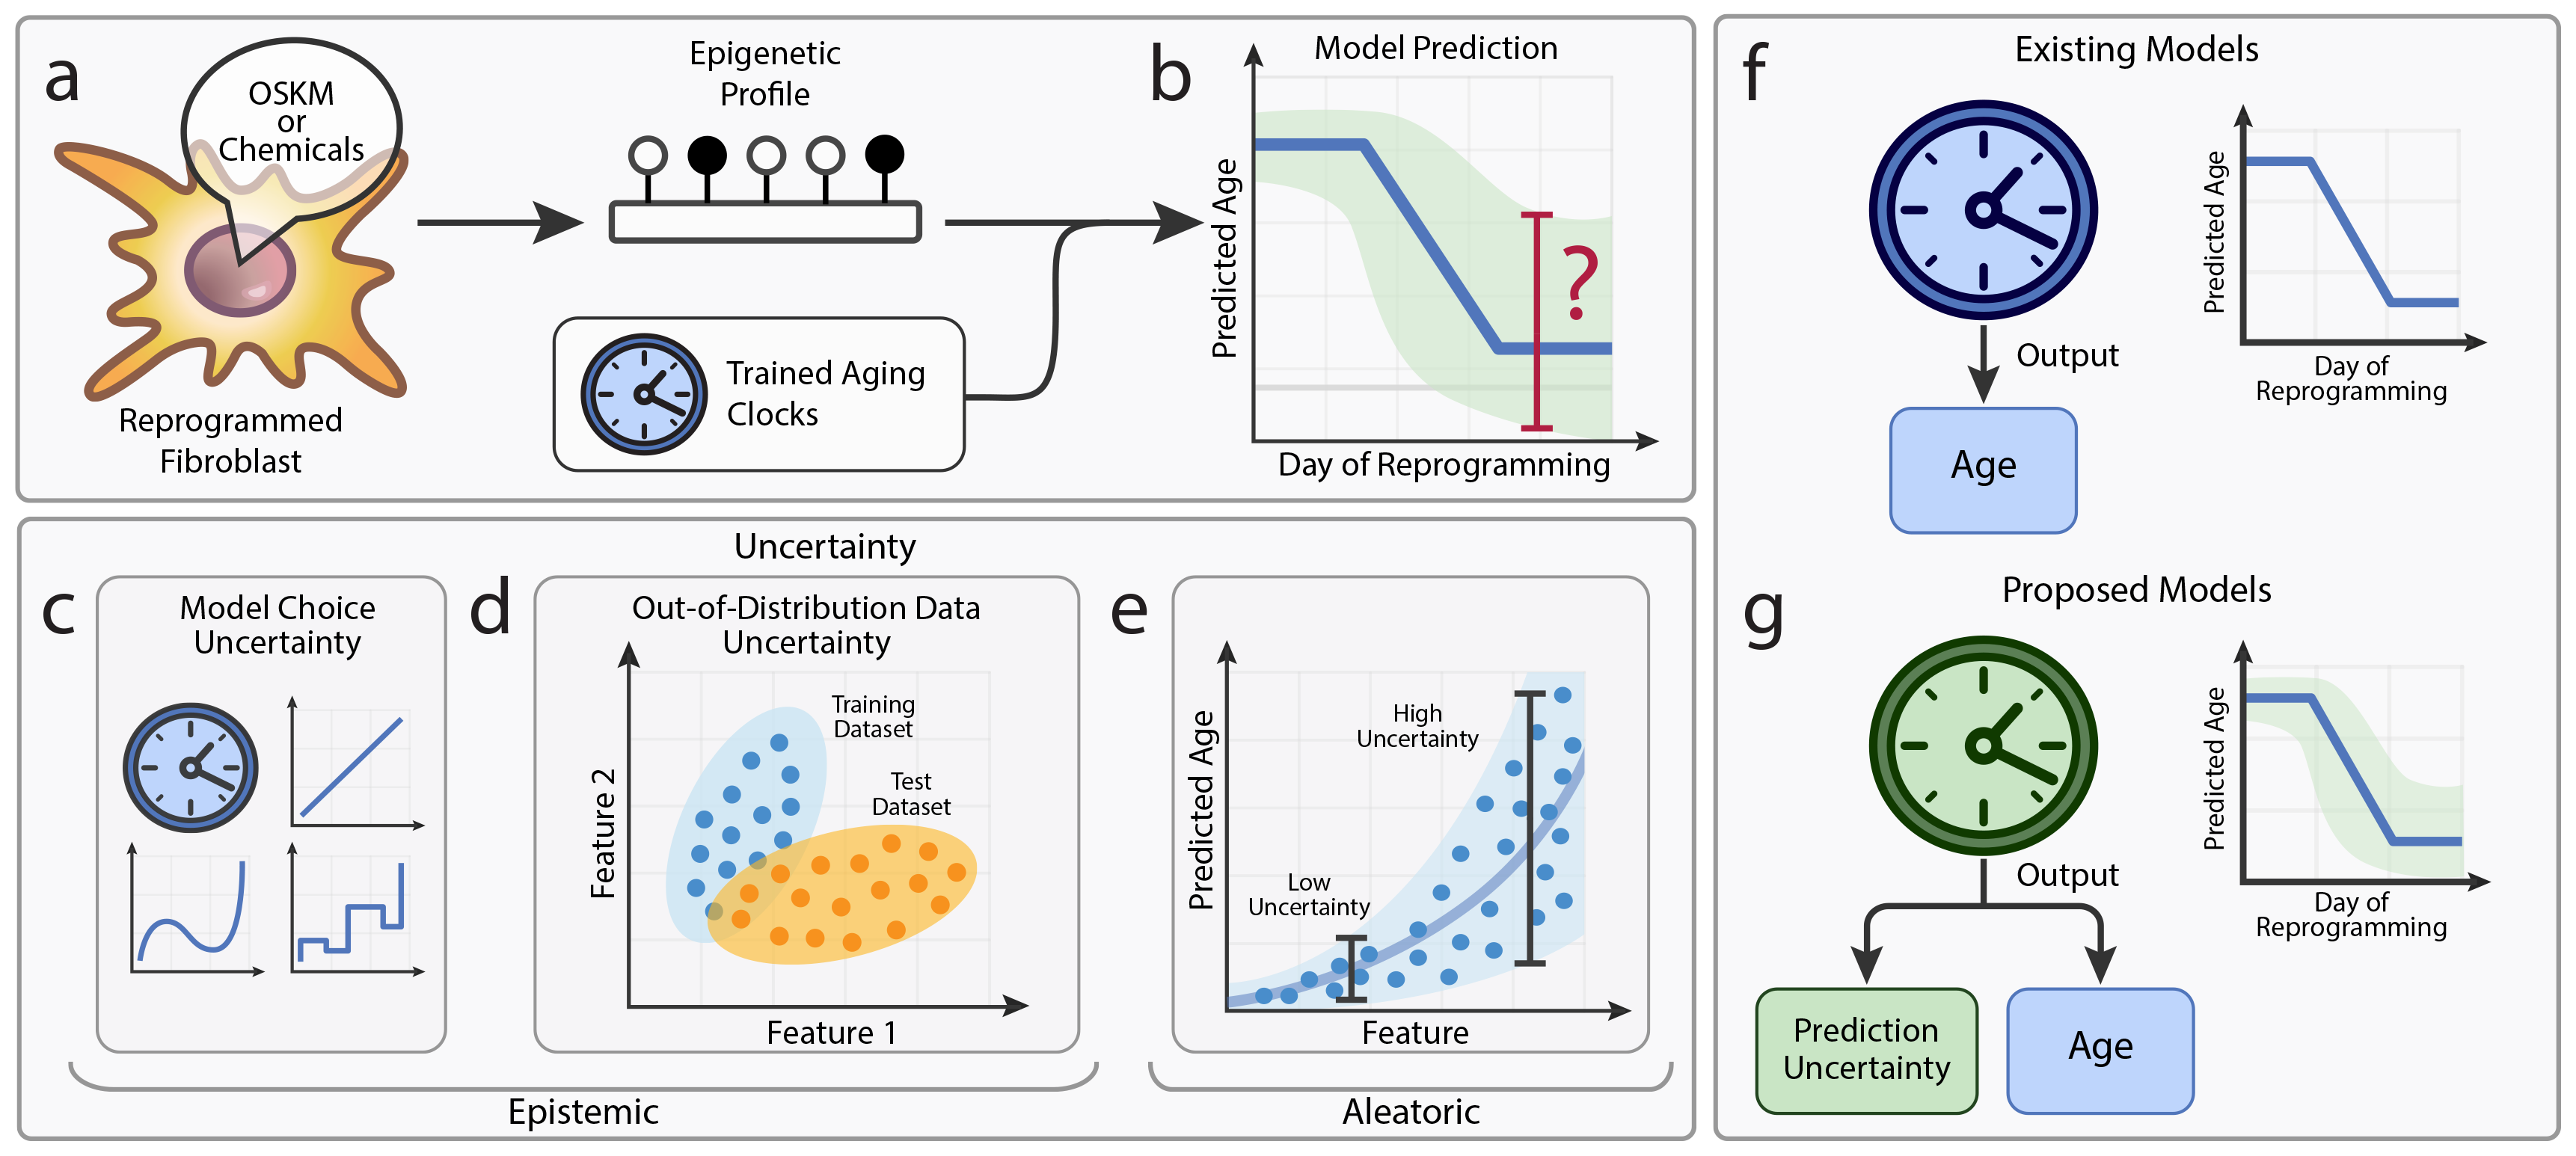 a
OSKM
or
Chemicals
Reprogrammed
Fibroblast
Epigenetic
Profile
Trained Aging
Clocks
b
Model Prediction
Predicted Age
?
Day of Reprogramming
Uncertainty
c
Model Choice
Uncertainty
d
Out-of-Distribution Data
Uncertainty
Training
Dataset
Test
Dataset
Feature 2
Feature 1
Epistemic
e
High
Uncertainty
Low
Uncertainty
Predicted Age
Feature
Aleatoric
f
Existing Models
Output
Age
Predicted Age
Day of
Reprogramming
g
Proposed Models
Output
Prediction
Uncertainty
Age
Predicted Age
Day of
Reprogramming